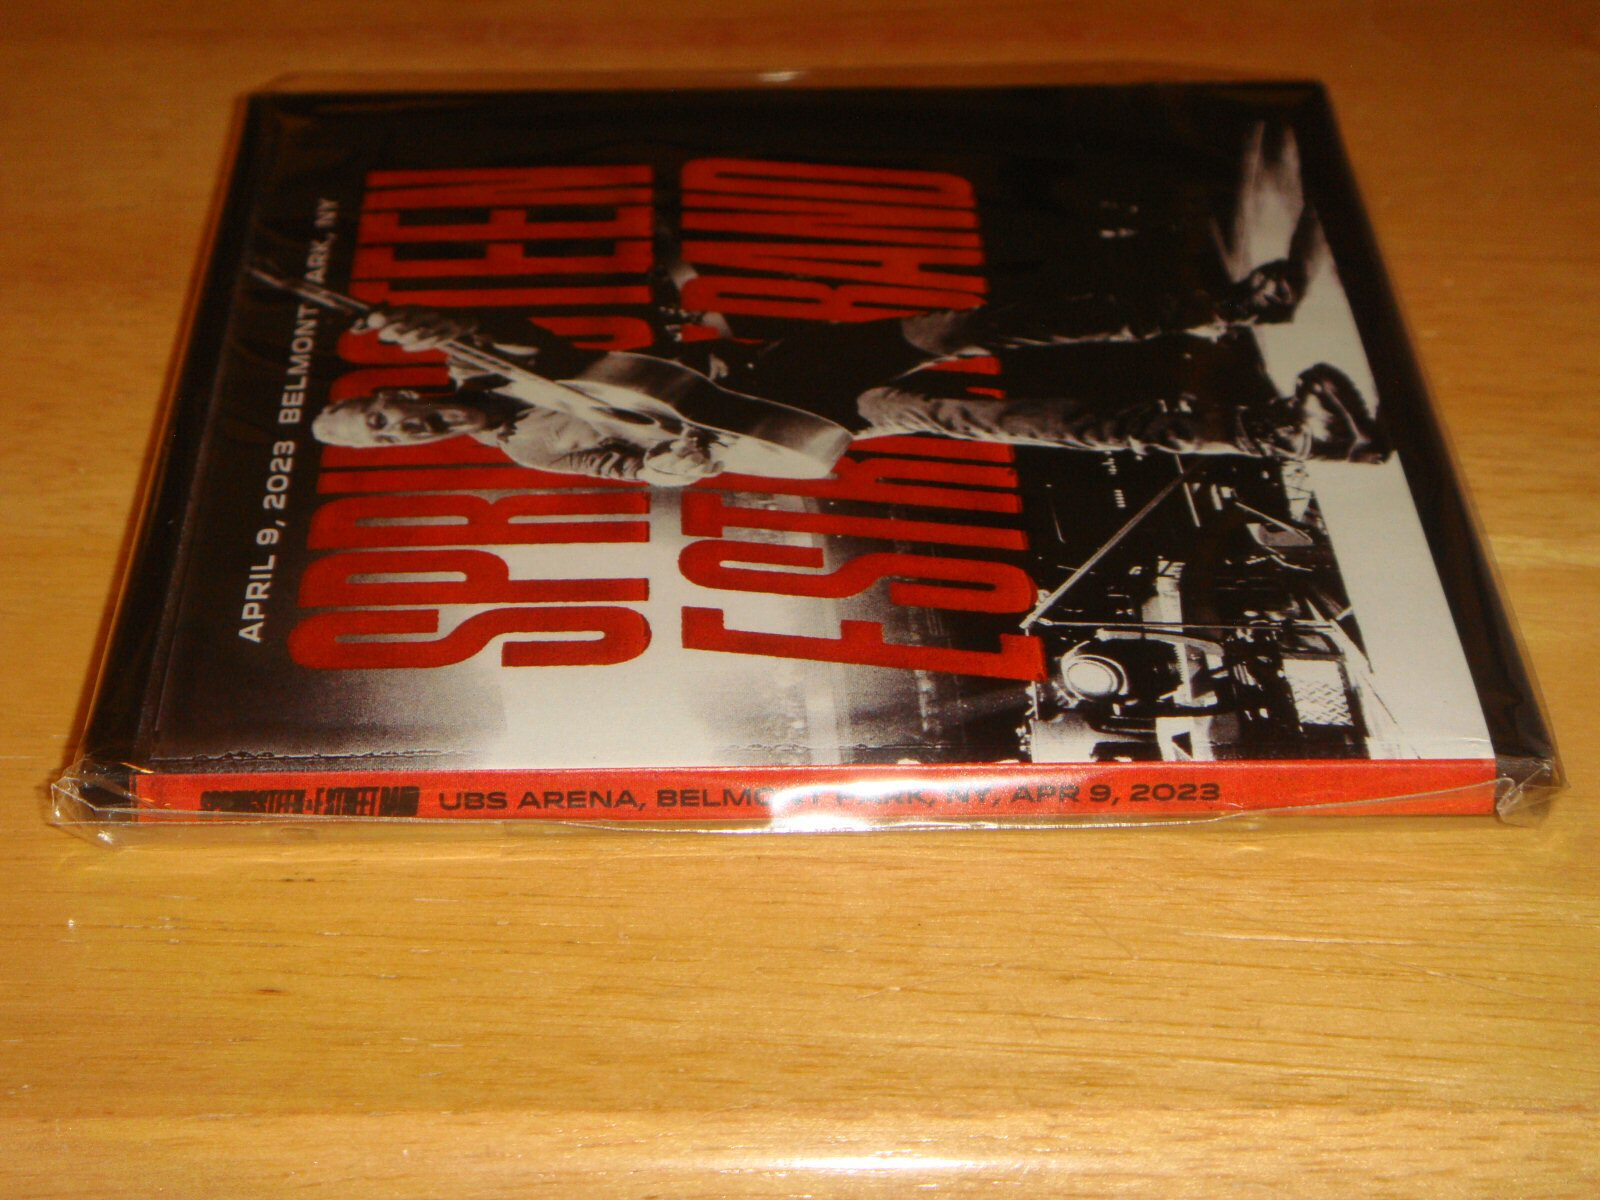 APRIL 9, 2023 BELMONT PARK, NY
SPRINGSTEEN
E STREET BAND
SPRINGSTEEN + E STREET BAND UBS ARENA, BELMONT PARK, NY, APR 9, 2023